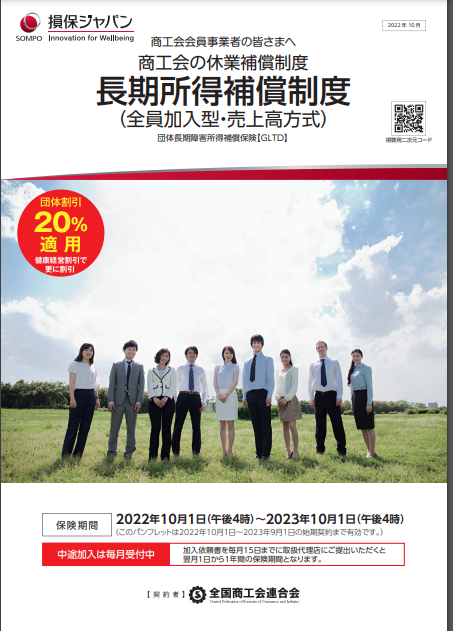 損保ジャパン
SOMPO
Innovation for Wellbeing
2022年10月
商工会会員事業者の皆さまへ
商工会の休業補償制度
長期所得補償制度
(全員加入型・売上高方式)
団体長期障害所得補償保険【GLTD】
視聴用二次元コード
団体割引
20%
適用
健康経営割引で
更に割引
保険期間
2022年10月1日(午後4時)~2023年10月1日(午後4時)
(このパンフレットは2022年10月1日~2023年9月1日の始期契約まで有効です。)
中途加入は毎月受付中
加入依頼書を毎月15日までに取扱代理店にご提出いただくと
翌月1日から1年間の保険期間となります。
【契約者】
全国商工会連合会
Central Federation of Societies of Commerce and Industry